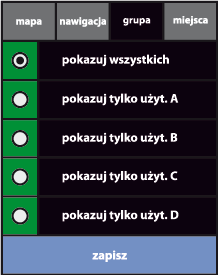 mapa nawigacja grupa miejsca
pokazuj wszystkich
pokazuj tylko użyt. A
pokazuj tylko użyt. B
pokazuj tylko użyt. C
pokazuj tylko użyt. D
zapisz